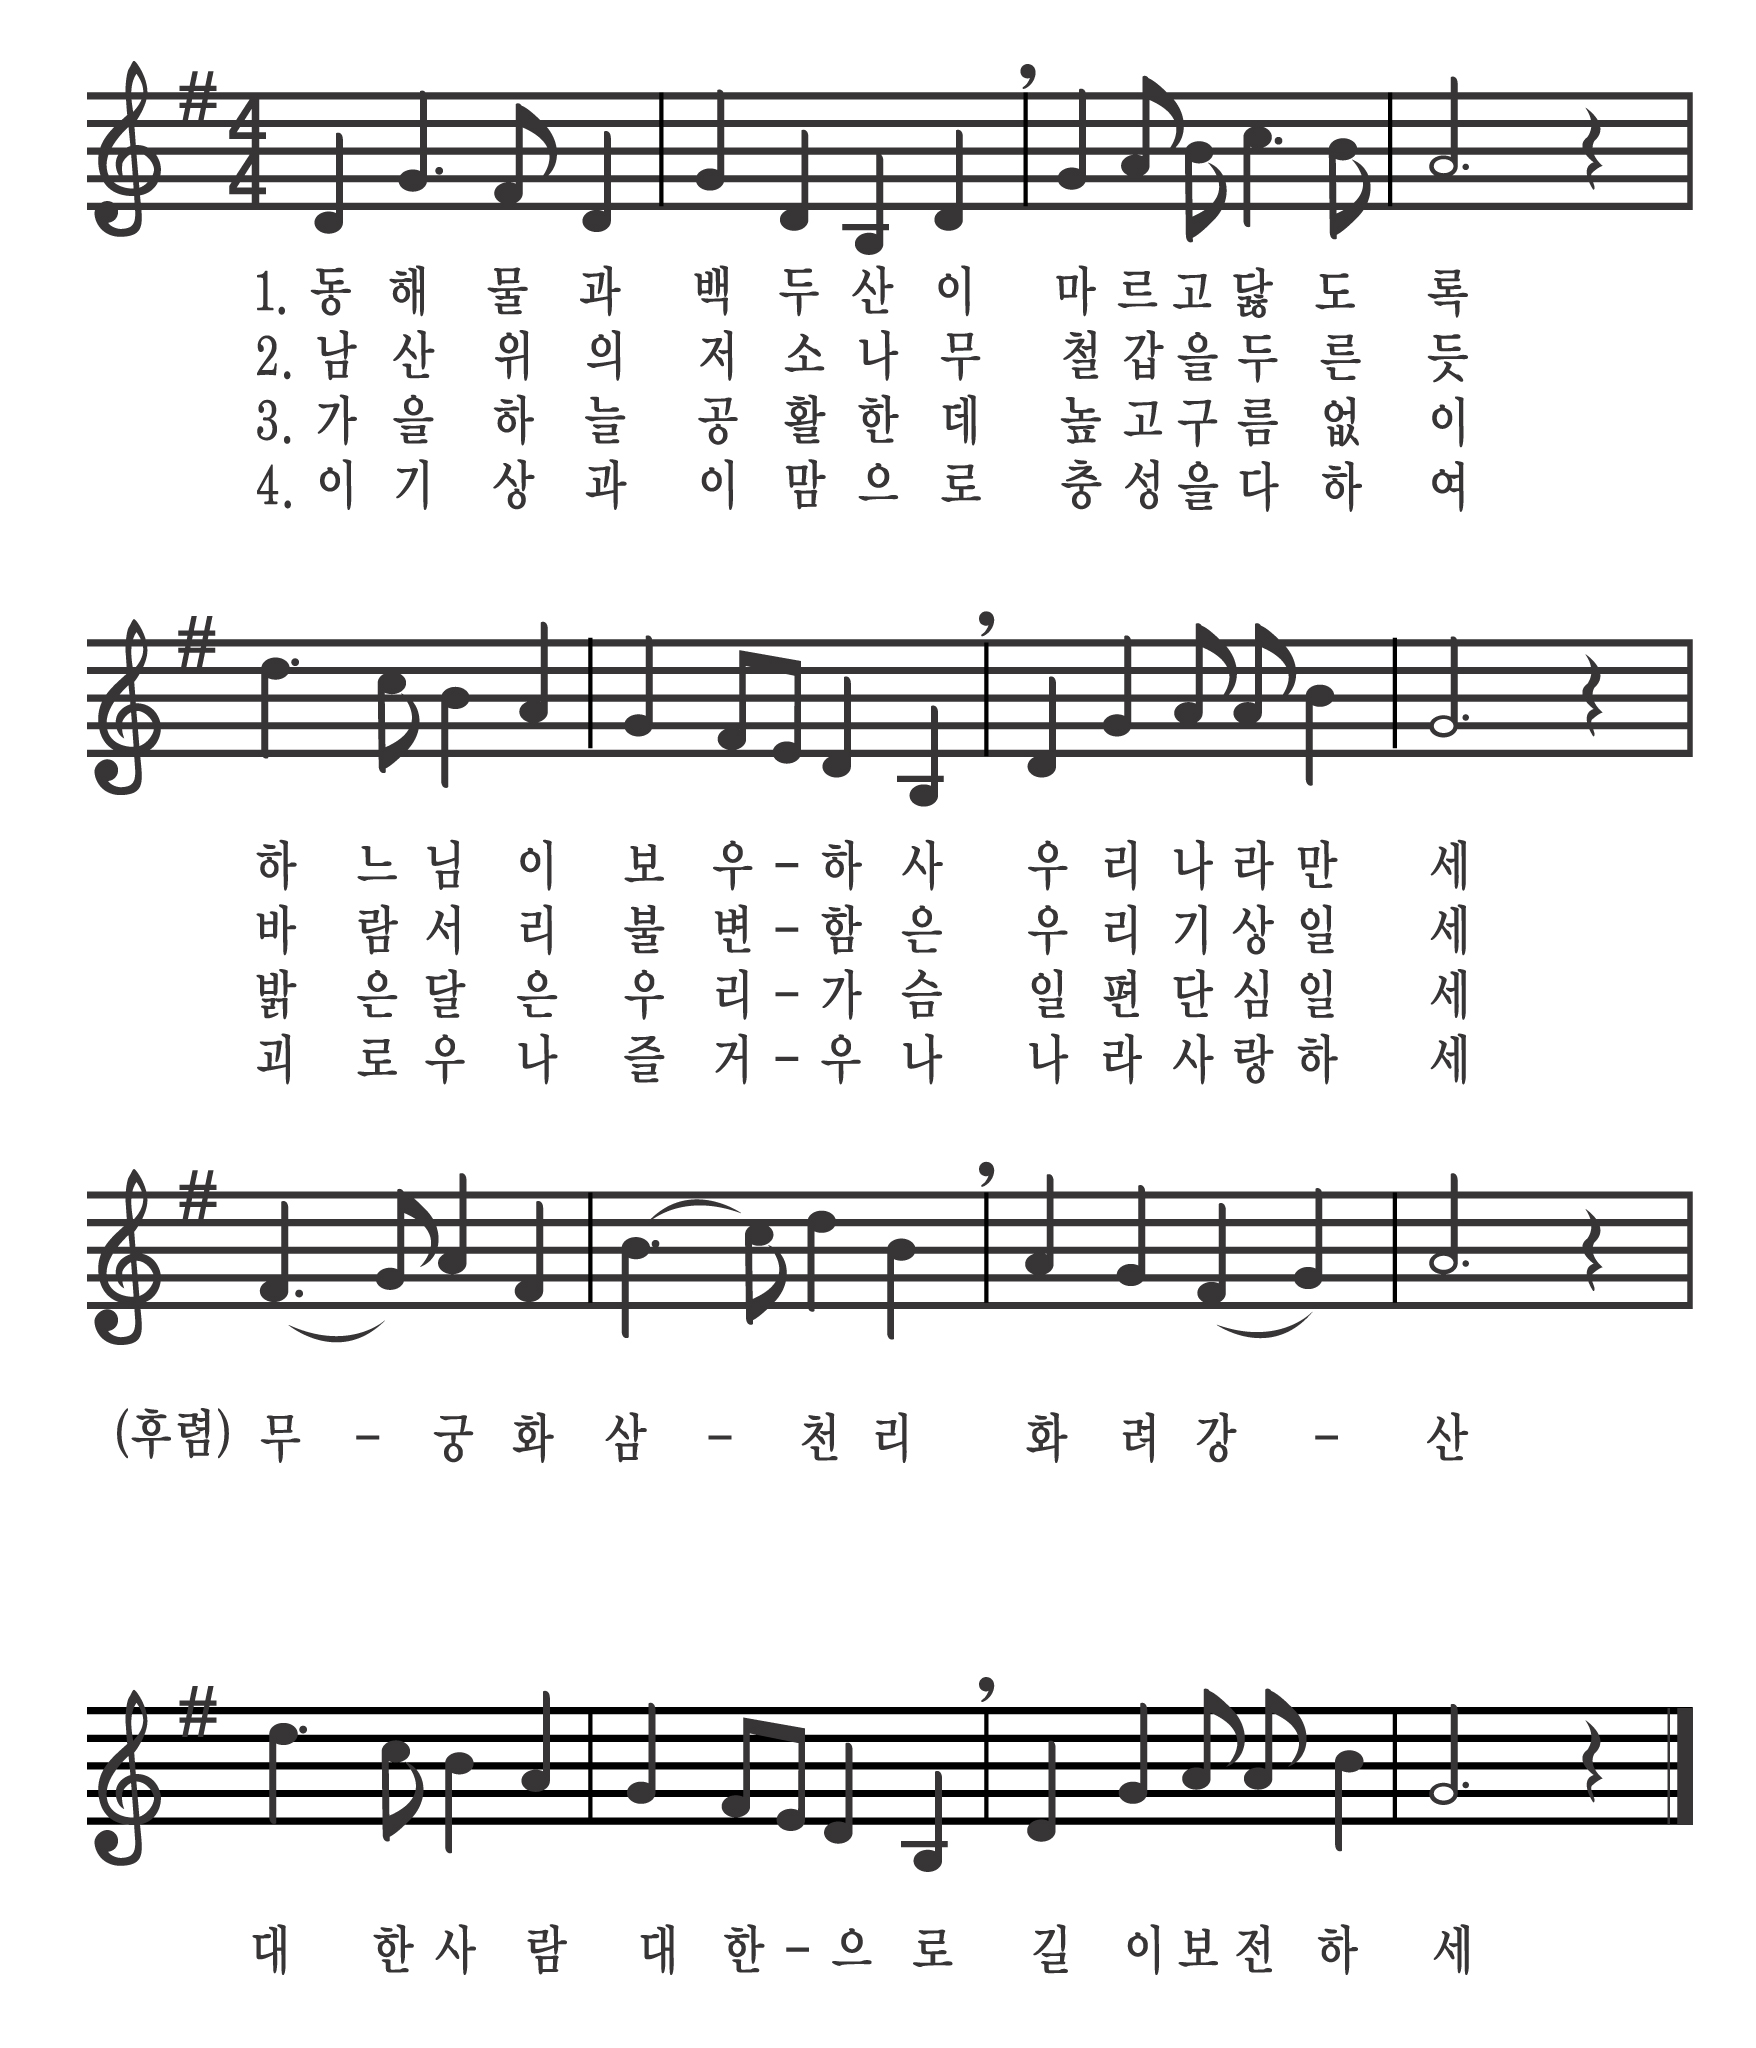 4
4
1. 동 해 물 과 백 두 산 이 마 르 고 닳 도 록
2. 남 산 위 의 저 소 나 무 철 갑 을 두 른 듯
3. 가 을 하 늘 공 활 한 데 높 고 구 름 없 이
4. 이 기 상 과 이 맘 으 로 충 성 을 다 하 여
하 느 님 이 보 우 - 하 사 우 리 나 라 만 세
바 람 서 리 불 변 - 함 은 우 리 기 상 일 세
밝 은 달 은 우 리 - 가 슴 일 편 단 심 일 세
괴 로 우 나 즐 거 - 우 나 나 라 사 랑 하 세
(후렴) 무 - 궁 화 삼 - 천 리 화 려 강 - 산
대 한 사 람 대 한 - 으 로 길 이 보 전 하 세